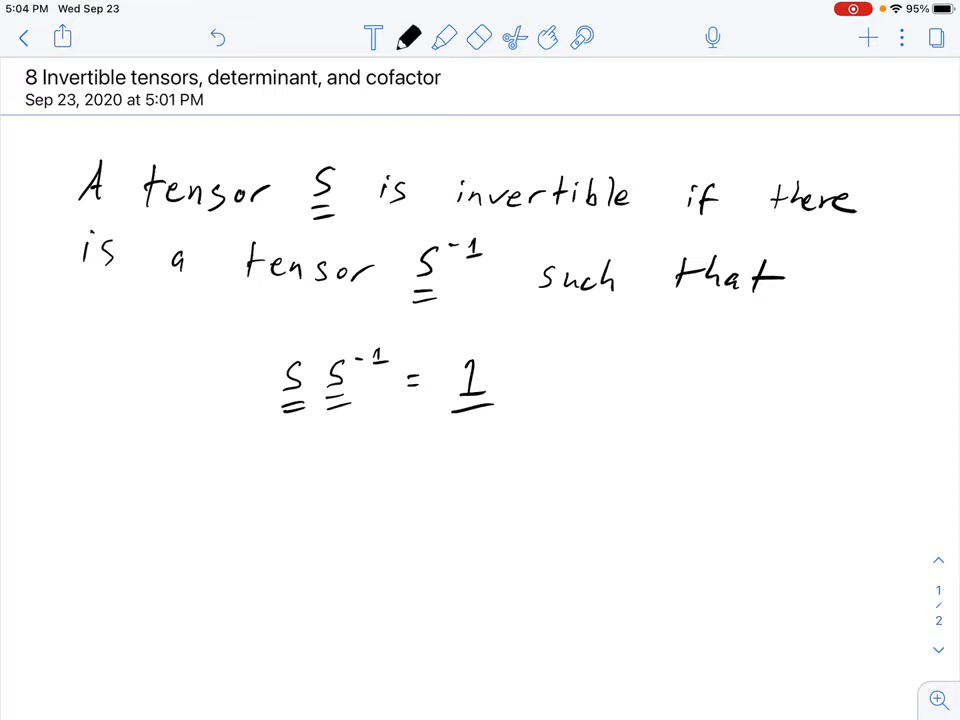 5:04 PM Wed Sep 23 95%
8 Invertible tensors, determinant, and cofactor
Sep 23, 2020 at 5:01 PM
A tensor S is invertible if there
is a tensor S⁻¹ such that
S S⁻¹ = 1
1
/
2